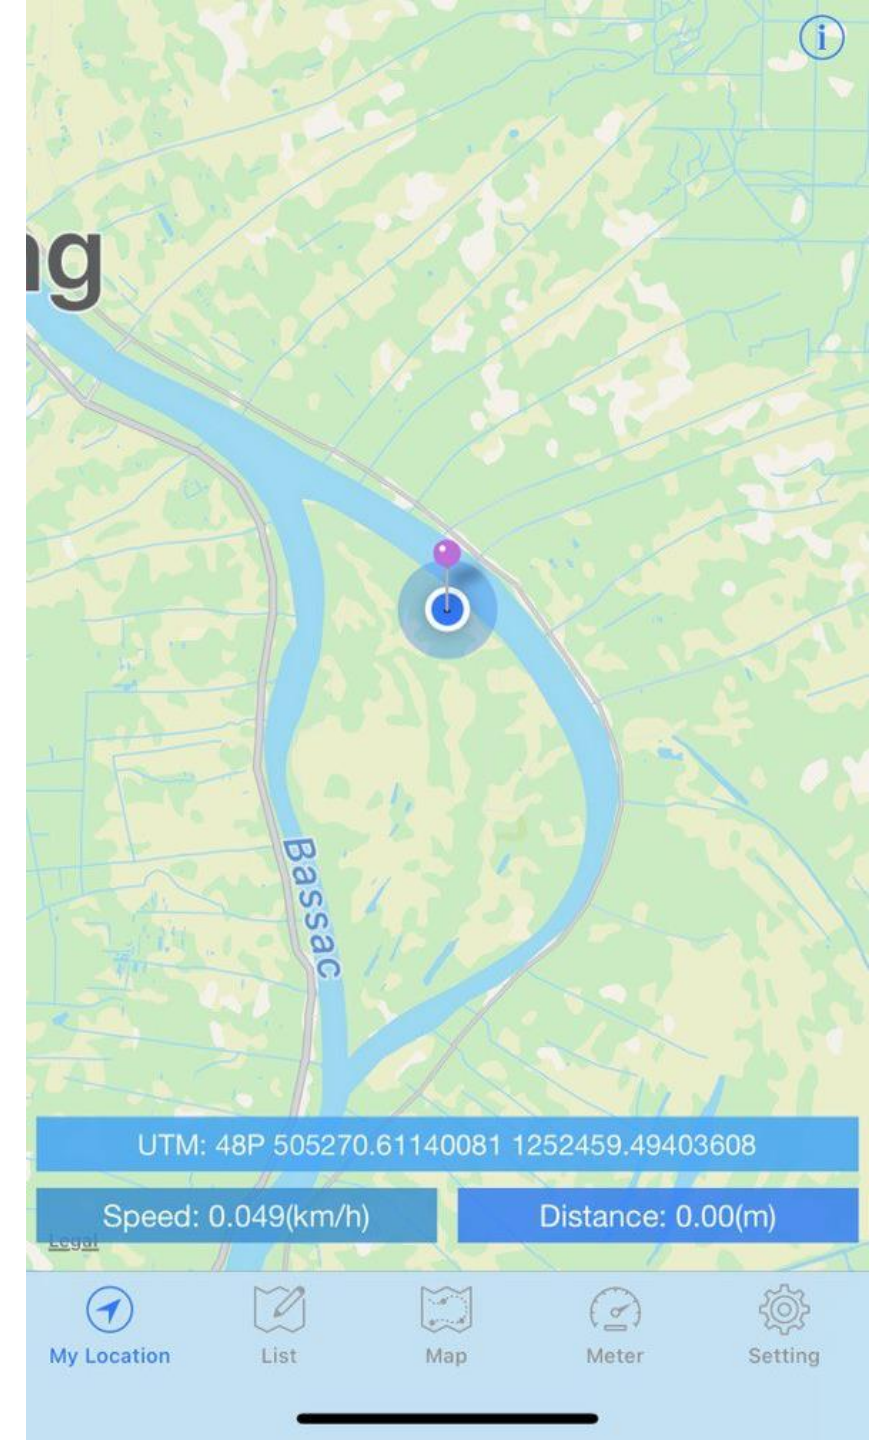 ng
Bassac
UTM: 48P 505270.61140081 1252459.49403608
Speed: 0.049(km/h)
Distance: 0.00(m)
Legal
My Location
List
Map
Meter
Setting